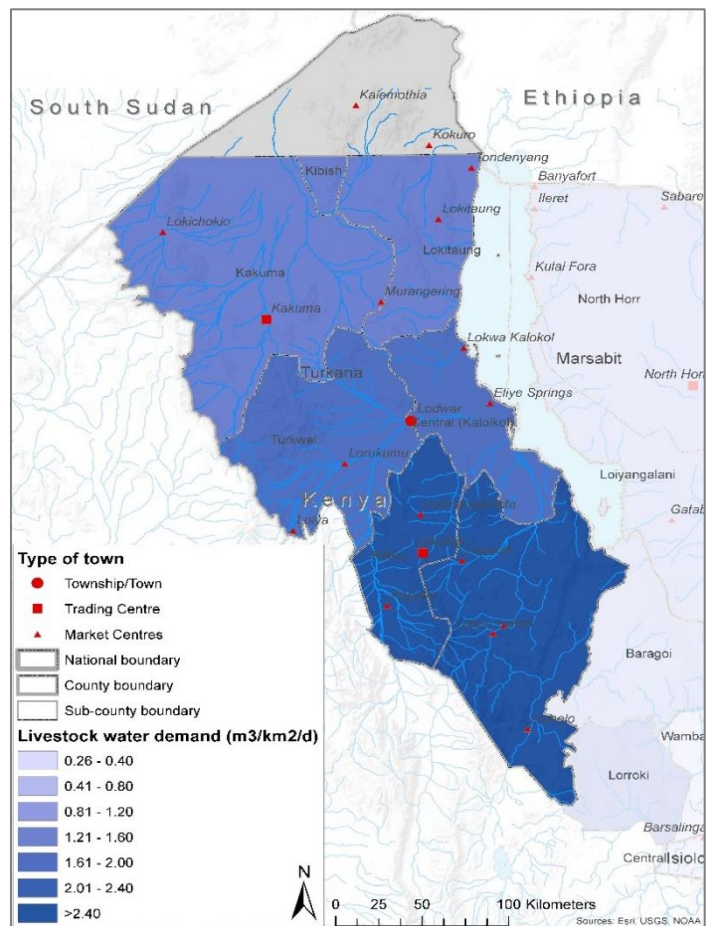 South Sudan
Ethiopia
Kaiemothia
Kokuro
Tondenyang
Kibish
Banyafort
Ileret
Sabare
Lokichokio
Lokitaung
Lokitaung
Kakuma
Kulai Fora
North Horr
Kakuma
Murangering
Marsabit
Lokwa Kalokol
Turkana
North Horr
Eliye Springs
Lodwar
Central (Kalolkol)
Turkwal
Lorukumu
Loiyangalani
Kenya
Gatab
Loiya
Type of town
Township/Town
Trading Centre
Market Centres
National boundary
County boundary
Sub-county boundary
Baragoi
Livestock water demand (m3/km2/d)
Wamba
0.26 - 0.40
0.41 - 0.80
0.81 - 1.20
1.21 - 1.60
1.61 - 2.00
2.01 - 2.40
>2.40
Lorroki
Barsalinga
Central
Isiolo
N
0 25 50 100 Kilometers
Sources: Esri, USGS, NOAA